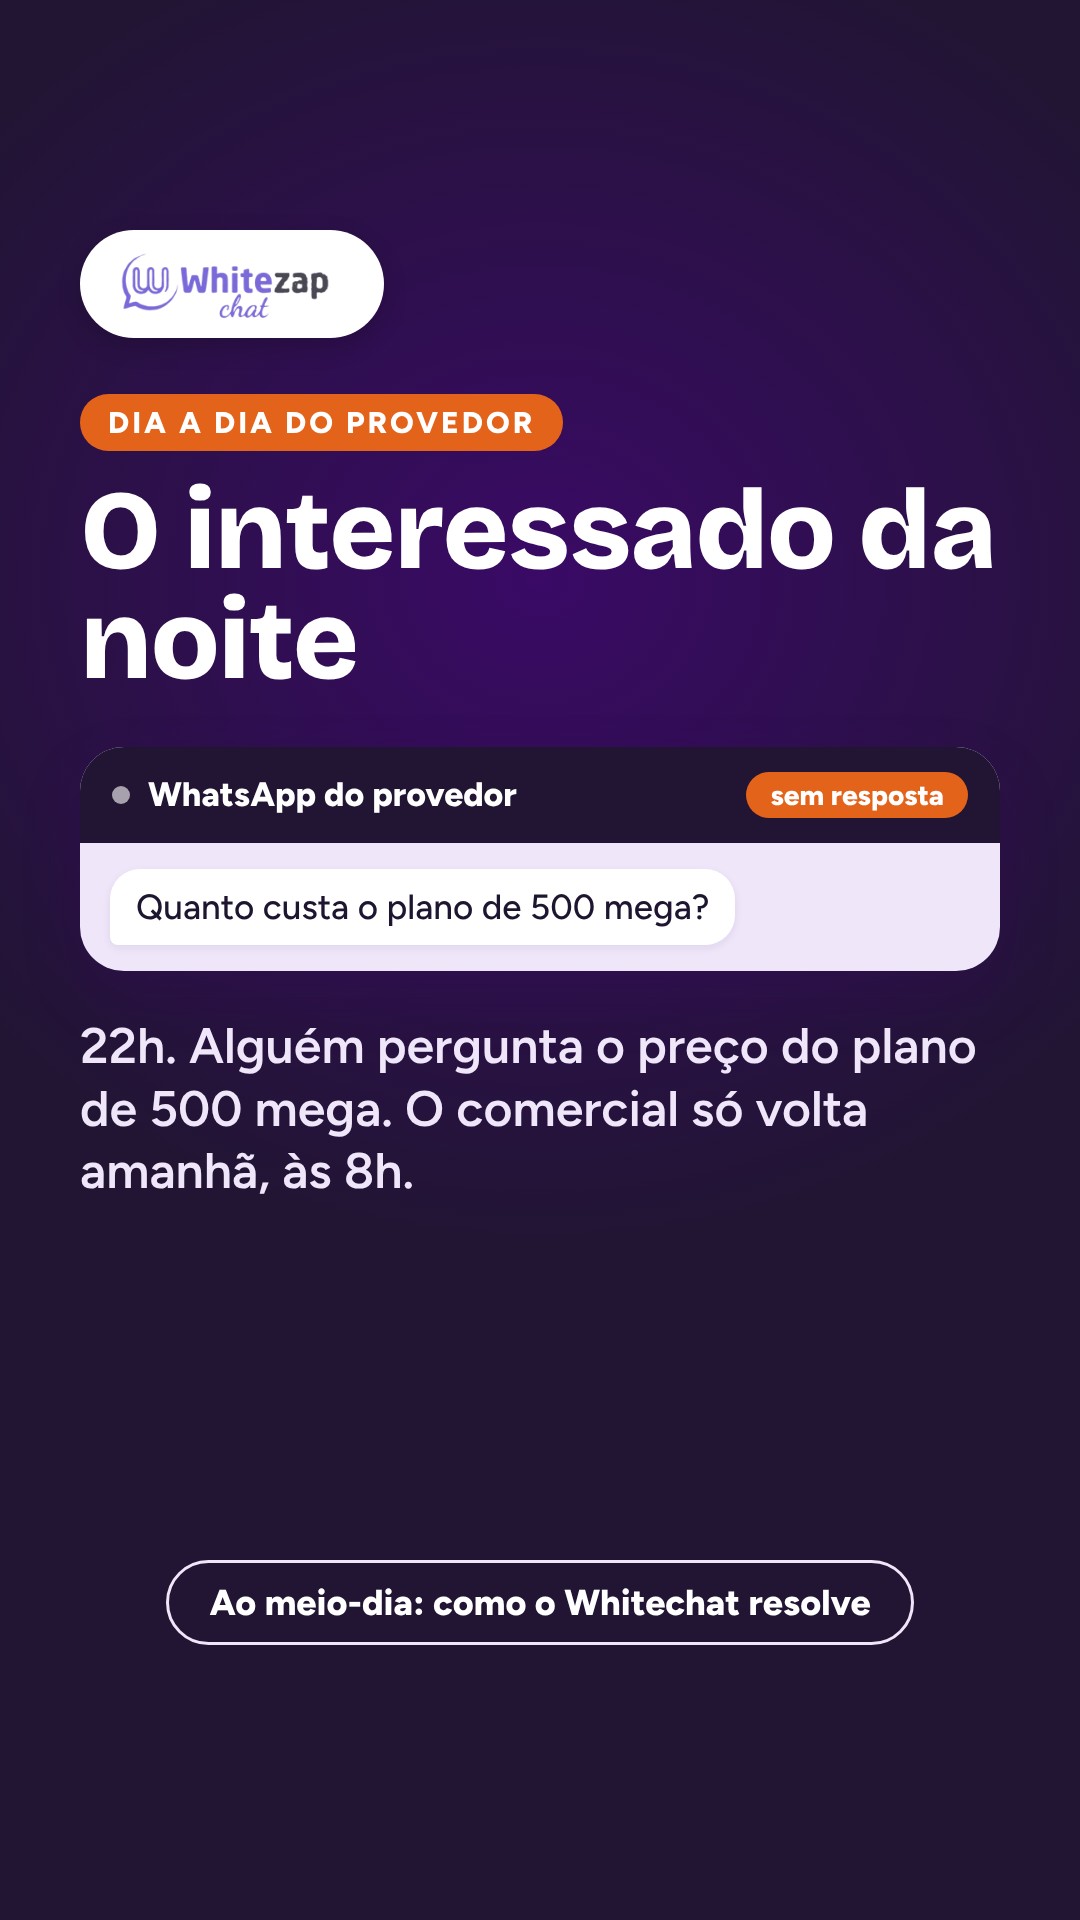 Whitezap
chat
DIA A DIA DO PROVEDOR
O interessado da
noite
WhatsApp do provedor
sem resposta
Quanto custa o plano de 500 mega?
22h. Alguém pergunta o preço do plano
de 500 mega. O comercial só volta
amanhã, às 8h.
Ao meio-dia: como o Whitechat resolve